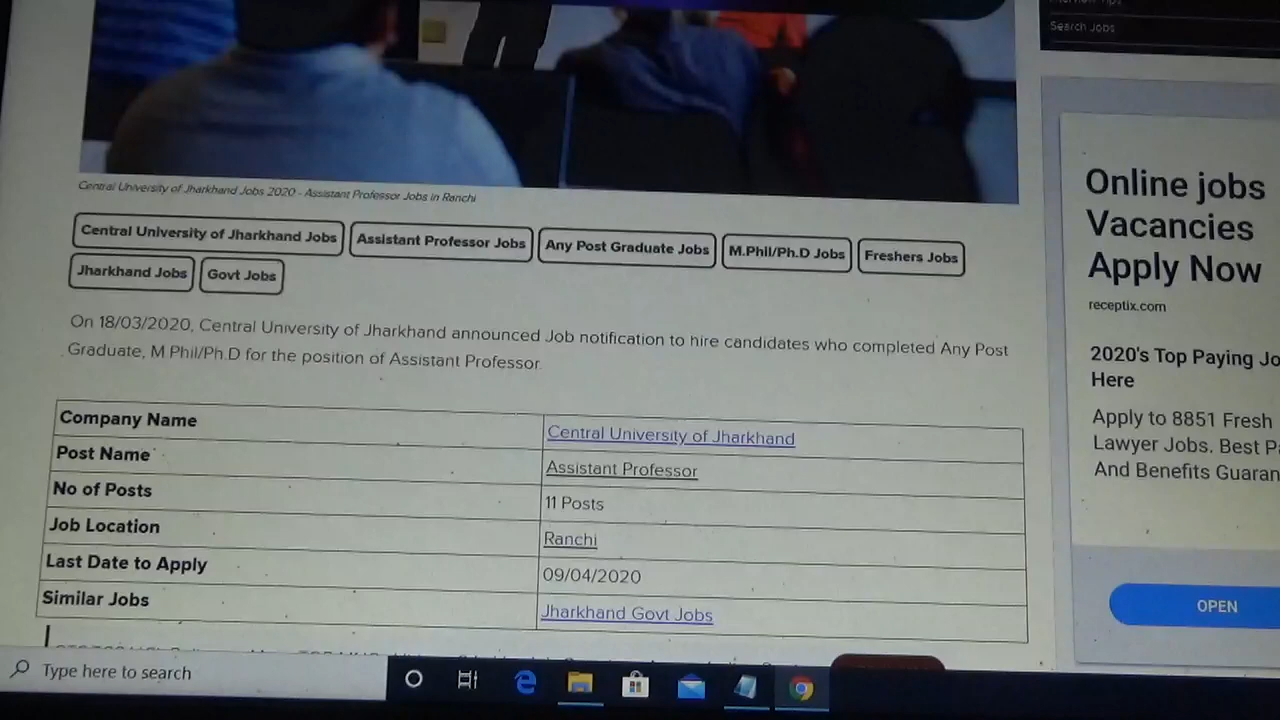 Search Jobs
Central University of Jharkhand Jobs 2020 - Assistant Professor Jobs in Ranchi
Central University of Jharkhand Jobs
Assistant Professor Jobs
Any Post Graduate Jobs
M.Phil/Ph.D Jobs
Freshers Jobs
Jharkhand Jobs
Govt Jobs
On 18/03/2020, Central University of Jharkhand announced Job notification to hire candidates who completed Any Post
Graduate, M.Phil/Ph.D for the position of Assistant Professor.
Company Name Central University of Jharkhand
Post Name Assistant Professor
No of Posts 11 Posts
Job Location Ranchi
Last Date to Apply 09/04/2020
Similar Jobs Jharkhand Govt Jobs
Online jobs
Vacancies
Apply Now
receptix.com
2020's Top Paying Jo
Here
Apply to 8851 Fresh
Lawyer Jobs. Best P
And Benefits Guaran
OPEN
Type here to search